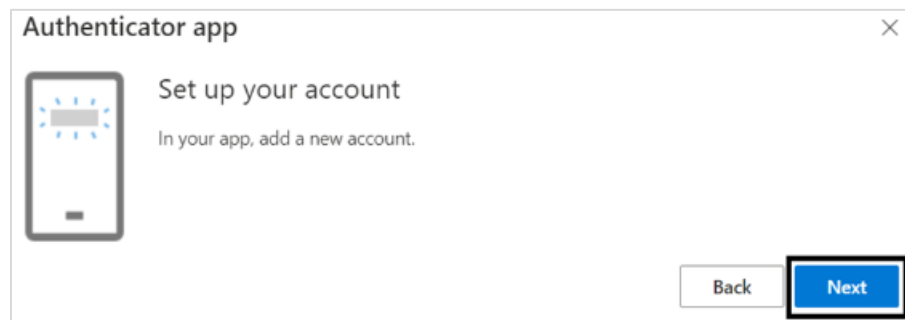 Authenticator app
Set up your account
In your app, add a new account.
Back Next